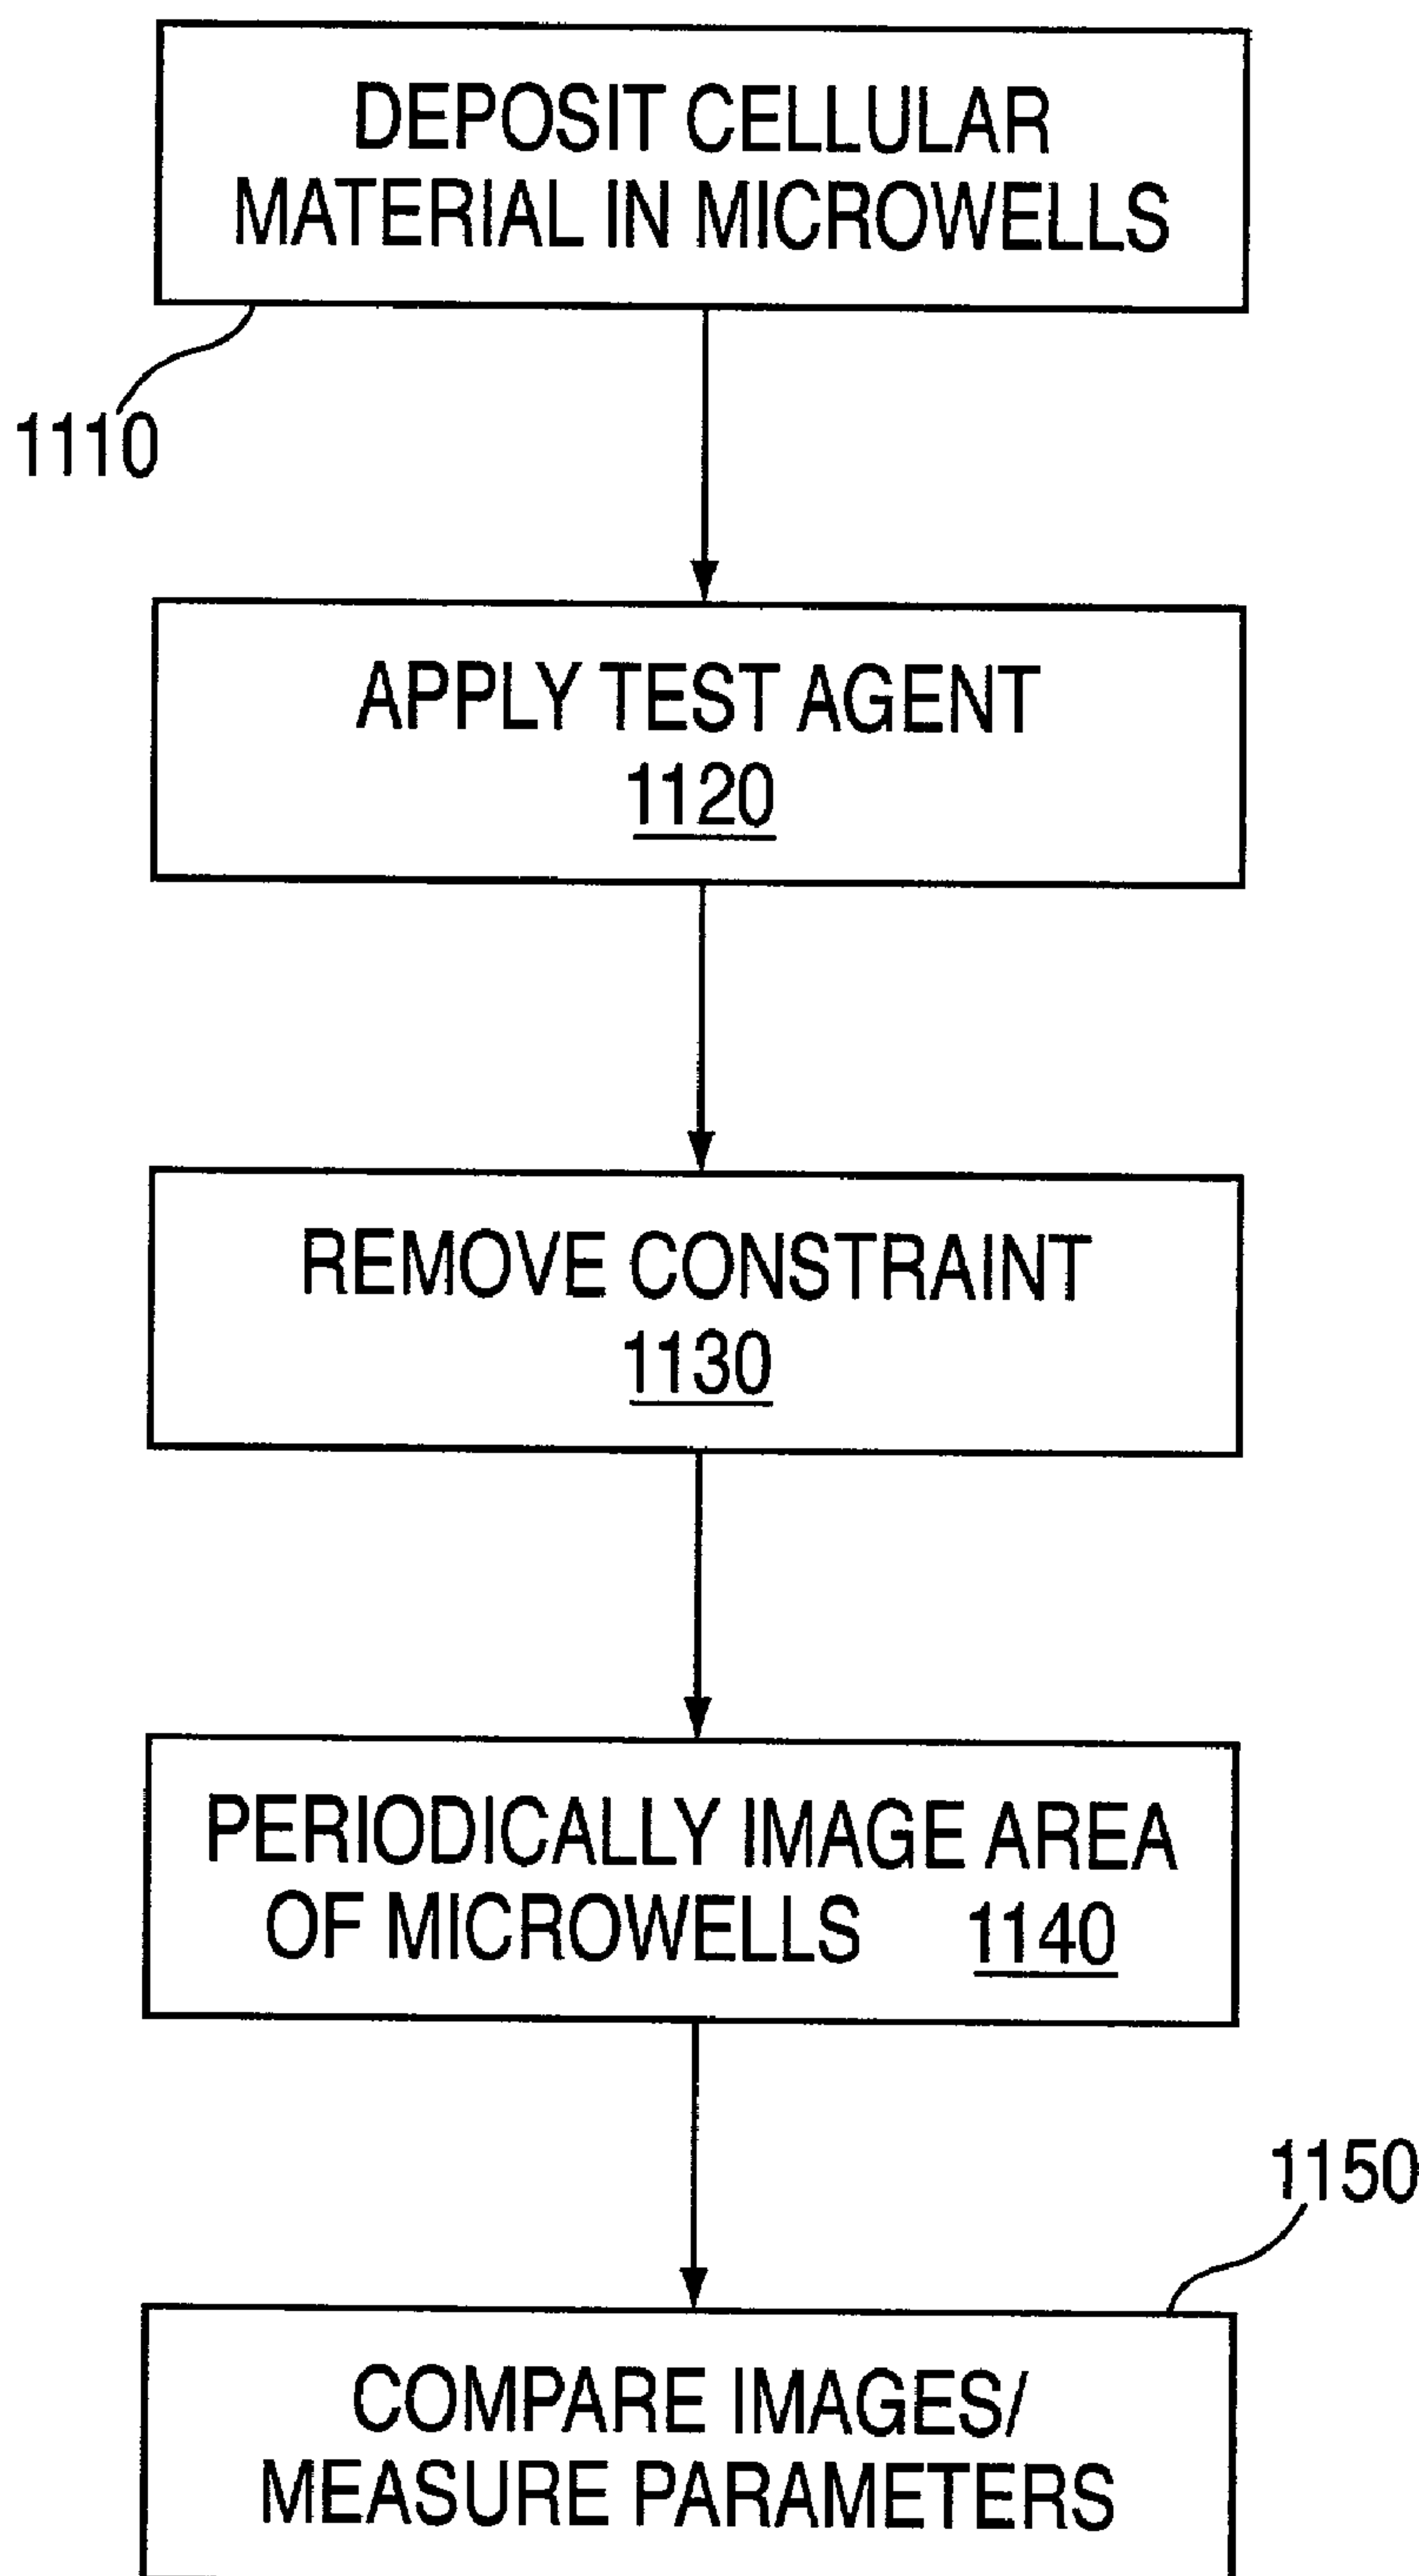 DEPOSIT CELLULAR
MATERIAL IN MICROWELLS
1110
APPLY TEST AGENT
1120
REMOVE CONSTRAINT
1130
PERIODICALLY IMAGE AREA
OF MICROWELLS 1140
1150
COMPARE IMAGES/
MEASURE PARAMETERS